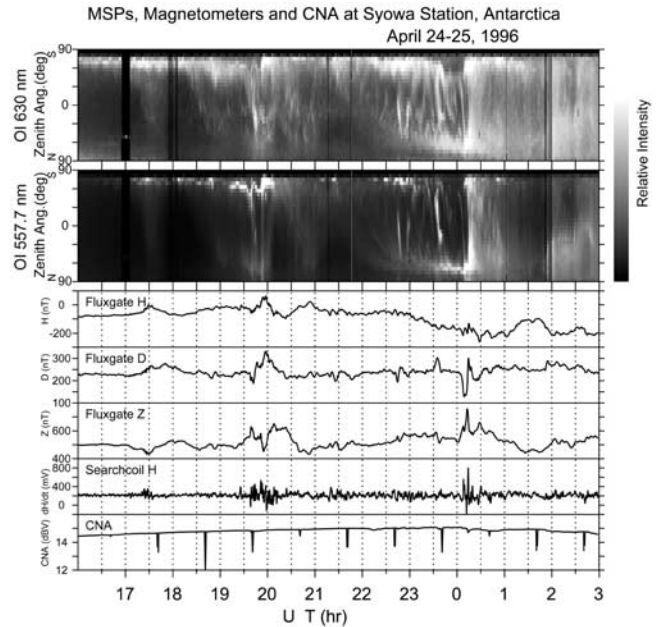 MSPs, Magnetometers and CNA at Syowa Station, Antarctica
April 24-25, 1996
90 S
OI 630 nm
Zenith Ang.(deg)
0
90 N
90 S
OI 557.7 nm
Zenith Ang.(deg)
0
90 N
Relative Intensity
Fluxgate H
H (nT)
0
-200
Fluxgate D
D (nT)
300
200
100
Fluxgate Z
Z (nT)
600
400
Searchcoil H
dH/dt (mV)
800
400
0
CNA
CNA (dBV)
14
12
17 18 19 20 21 22 23 0 1 2 3
U T (hr)